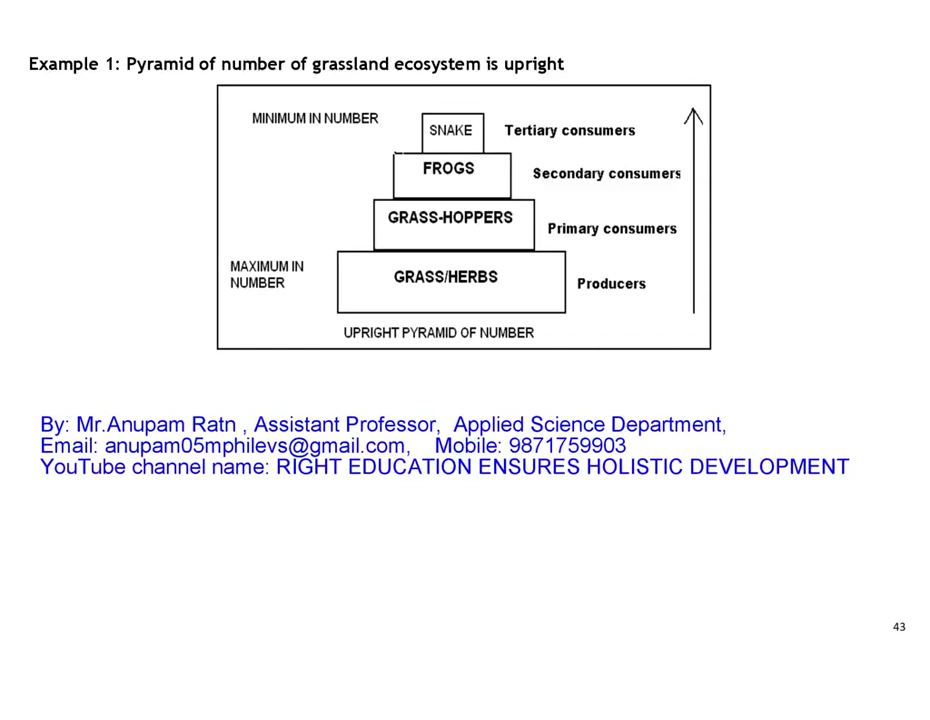 Example 1: Pyramid of number of grassland ecosystem is upright
MINIMUM IN NUMBER
SNAKE
Tertiary consumers
FROGS
Secondary consumers
GRASS-HOPPERS
Primary consumers
MAXIMUM IN
NUMBER
GRASS/HERBS
Producers
UPRIGHT PYRAMID OF NUMBER
By: Mr.Anupam Ratn , Assistant Professor, Applied Science Department,
Email: anupam05mphilevs@gmail.com, Mobile: 9871759903
YouTube channel name: RIGHT EDUCATION ENSURES HOLISTIC DEVELOPMENT
43